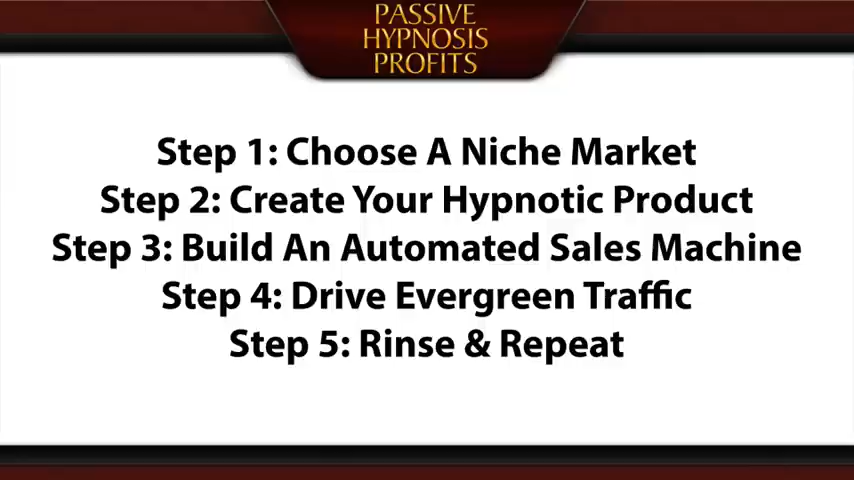 PASSIVE
HYPNOSIS
PROFITS
Step 1: Choose A Niche Market
Step 2: Create Your Hypnotic Product
Step 3: Build An Automated Sales Machine
Step 4: Drive Evergreen Traffic
Step 5: Rinse & Repeat